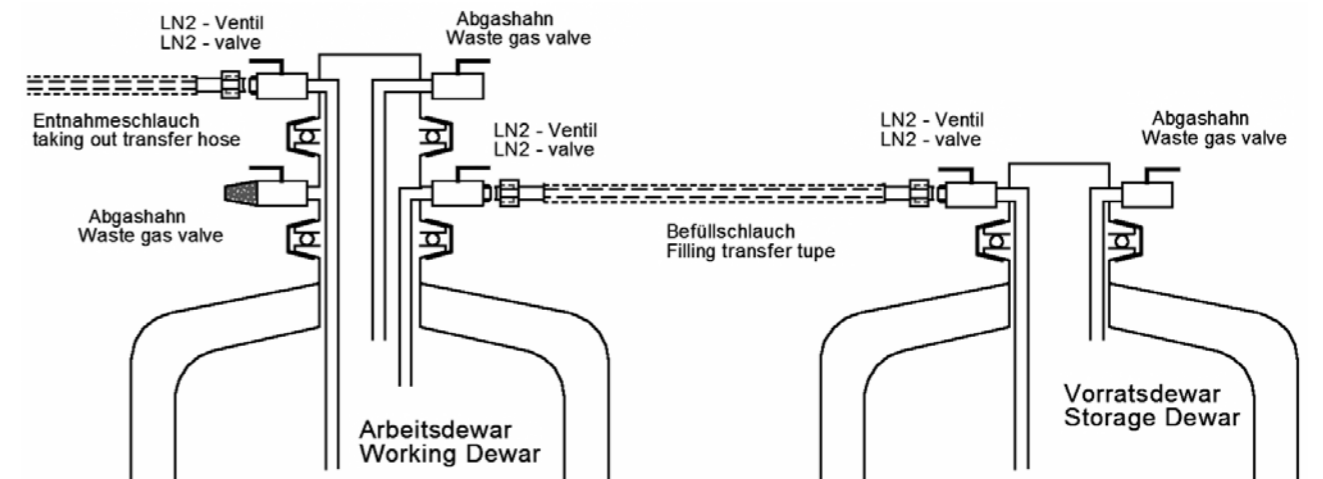 LN2 - Ventil
LN2 - valve
Abgashahn
Waste gas valve
Entnahmeschlauch
taking out transfer hose
LN2 - Ventil
LN2 - valve
LN2 - Ventil
LN2 - valve
Abgashahn
Waste gas valve
Abgashahn
Waste gas valve
Befüllschlauch
Filling transfer tupe
Arbeitsdewar
Working Dewar
Vorratsdewar
Storage Dewar